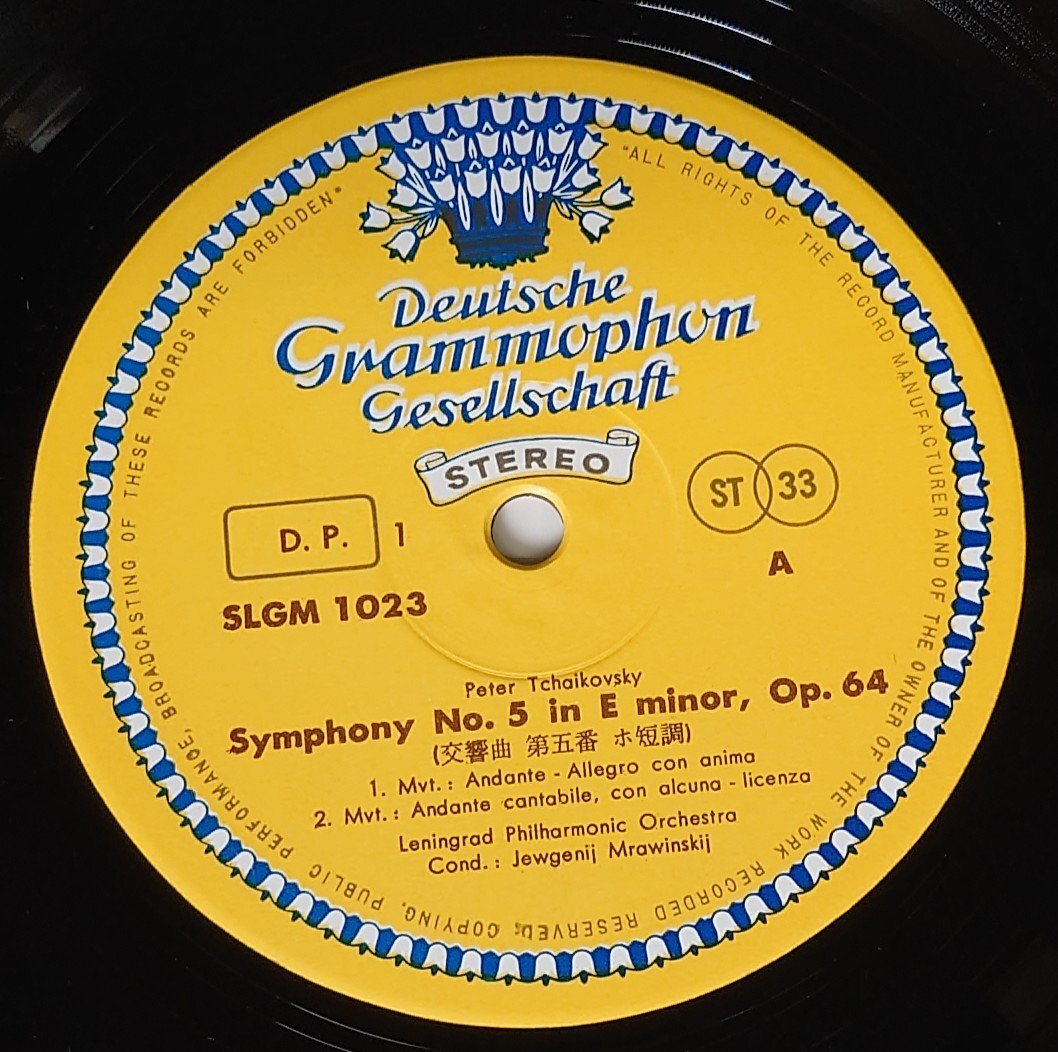 Deutsche
Grammophon
Gesellschaft
STEREO
ST 33
D. P. 1
A
SLGM 1023
Peter Tchaikovsky
Symphony No. 5 in E minor, Op. 64
(交響曲 第五番 ホ短調)
1. Mvt.: Andante - Allegro con anima
2. Mvt.: Andante cantabile, con alcuna - licenza
Leningrad Philharmonic Orchestra
Cond.: Jewgenij Mrawinskij
"ALL RIGHTS OF THE RECORD MANUFACTURER AND OF THE OWNER OF THE WORK RECORDED RESERVED. COPYING, PUBLIC PERFORMANCE, BROADCASTING OF THESE RECORDS ARE FORBIDDEN"